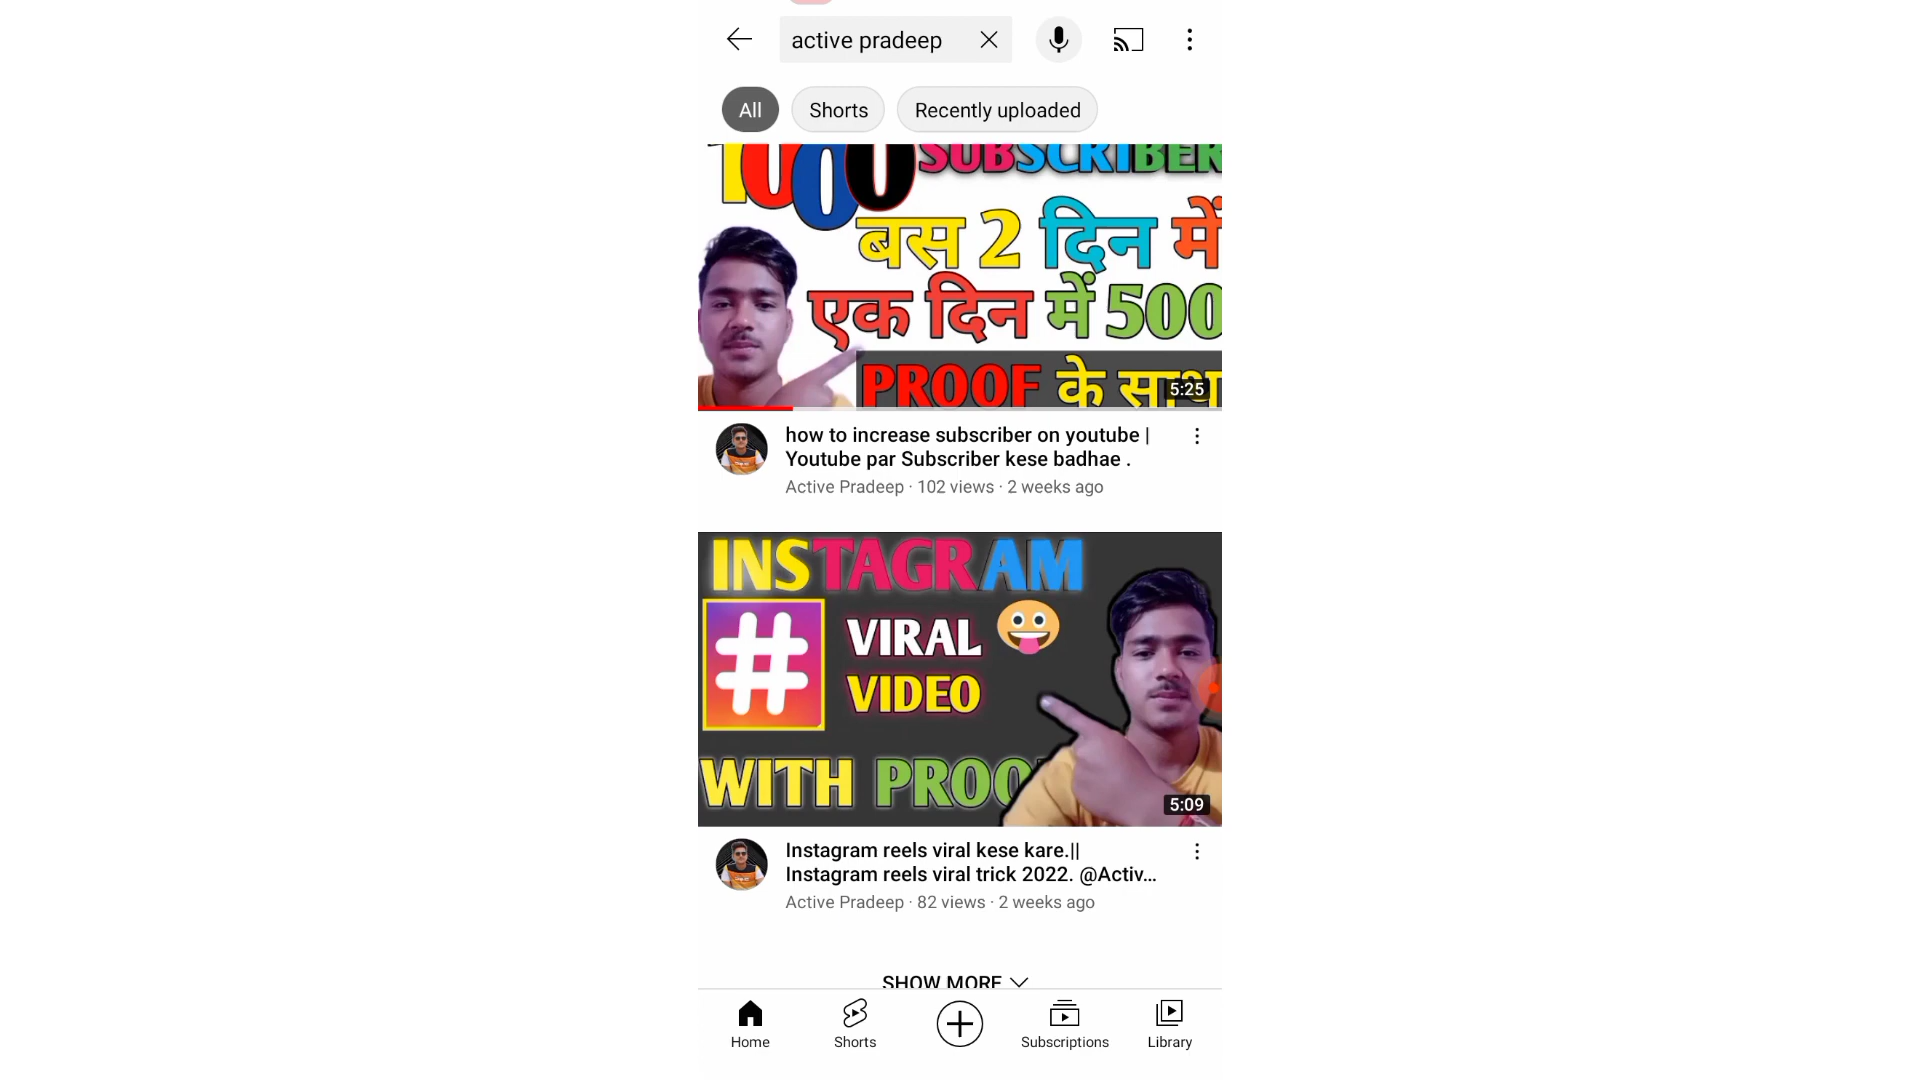 active pradeep
All Shorts Recently uploaded
1000 SUBSCRIBER
बस 2 दिन में
एक दिन में 500
PROOF के साथ
5:25
how to increase subscriber on youtube |
Youtube par Subscriber kese badhae .
Active Pradeep · 102 views · 2 weeks ago
INSTAGRAM
#
VIRAL
VIDEO
WITH PROO
5:09
Instagram reels viral kese kare.||
Instagram reels viral trick 2022. @Activ...
Active Pradeep · 82 views · 2 weeks ago
SHOW MORE
Home Shorts Subscriptions Library